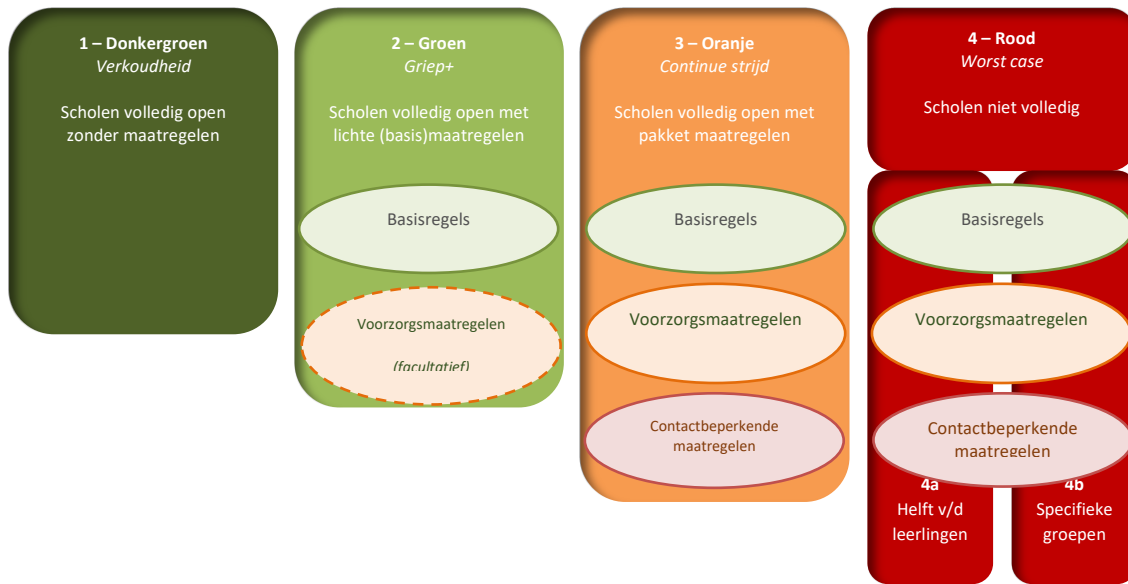 1 – Donkergroen
Verkoudheid
Scholen volledig open
zonder maatregelen
2 – Groen
Griep+
Scholen volledig open met
lichte (basis)maatregelen
Basisregels
Voorzorgsmaatregelen
(facultatief)
3 – Oranje
Continue strijd
Scholen volledig open met
pakket maatregelen
Basisregels
Voorzorgsmaatregelen
Contactbeperkende
maatregelen
4 – Rood
Worst case
Scholen niet volledig
Basisregels
Voorzorgsmaatregelen
Contactbeperkende
maatregelen
4a
Helft v/d
leerlingen
4b
Specifieke
groepen